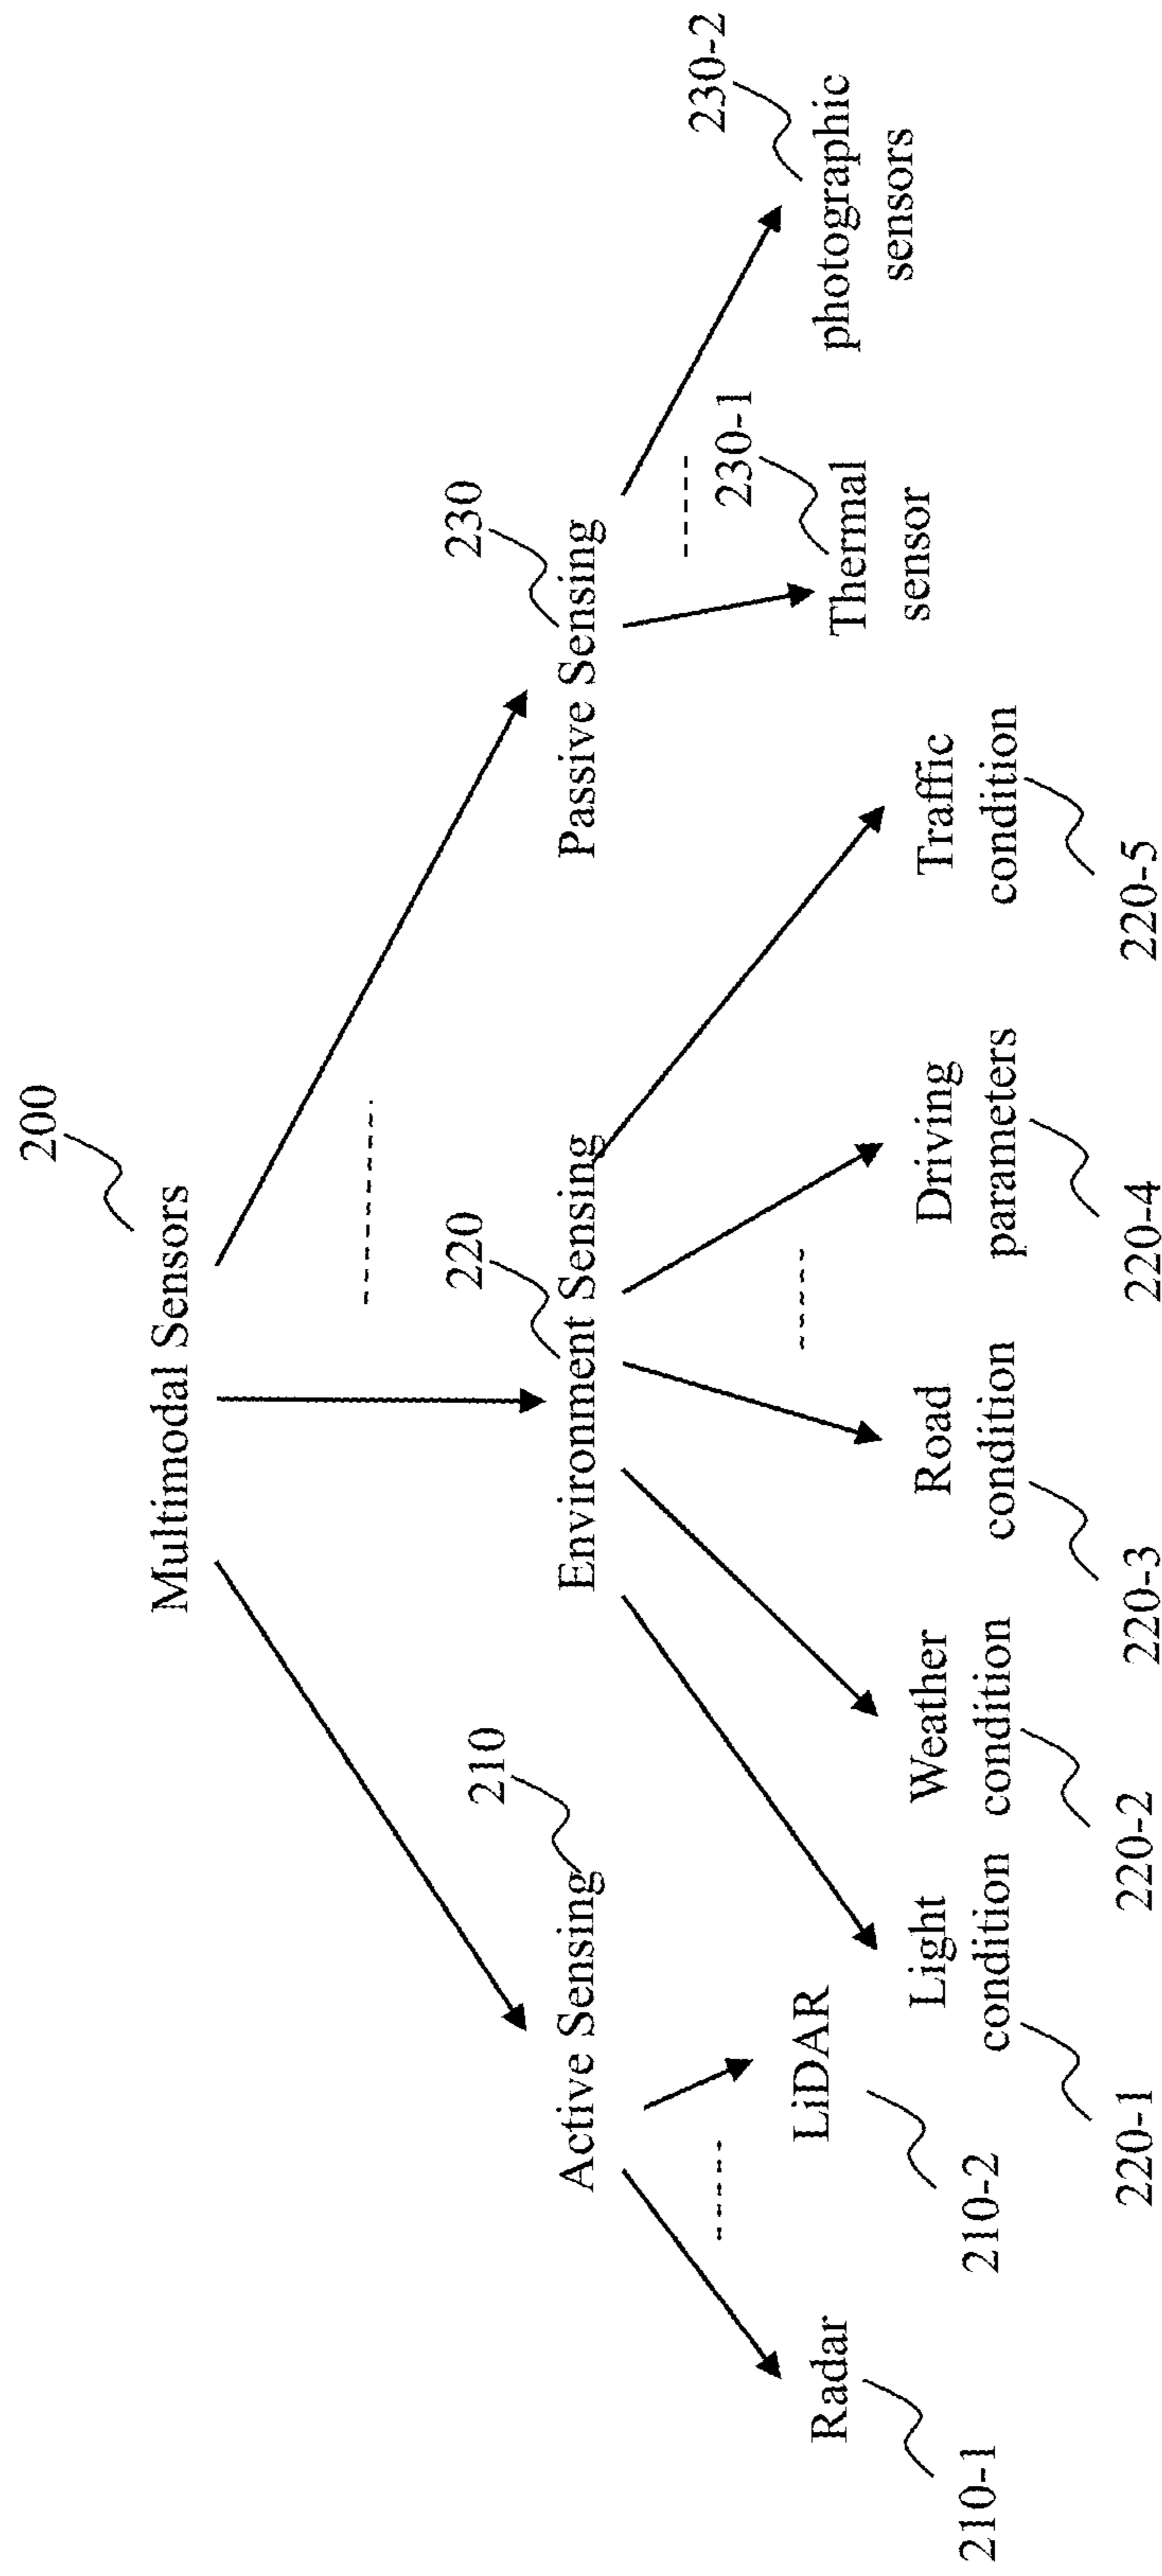 200
Multimodal Sensors
210
220
230
Active Sensing
Environment Sensing
Passive Sensing
230-1
230-2
Radar
LiDAR
Thermal
sensor
photographic
sensors
Light
condition
Weather
condition
Road
condition
Driving
parameters
Traffic
condition
210-1
210-2
220-1
220-2
220-3
220-4
220-5